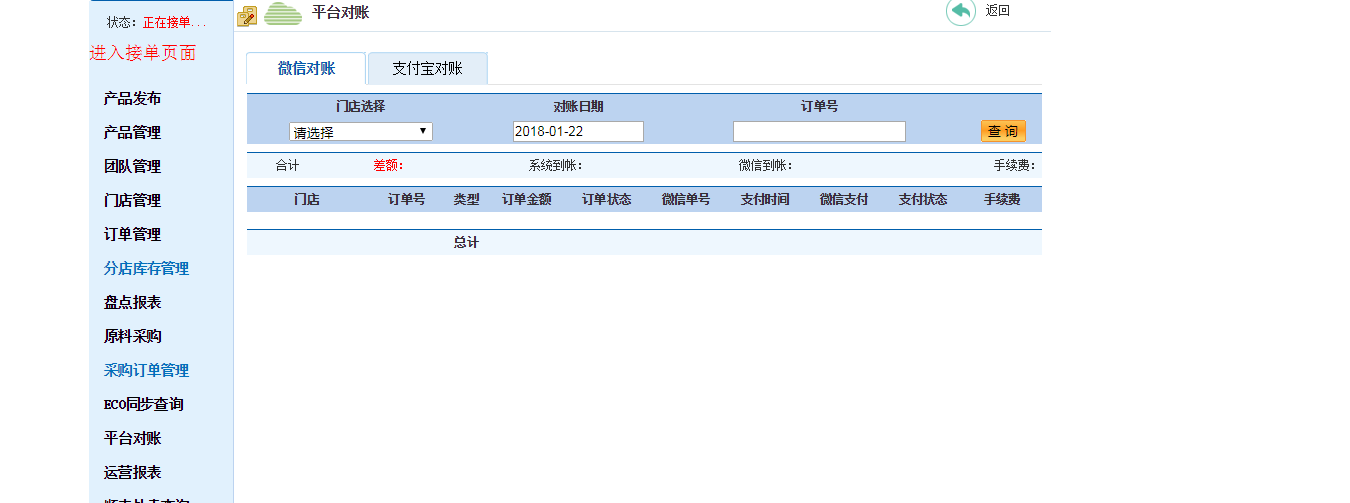 状态：正在接单...
进入接单页面
产品发布
产品管理
团队管理
门店管理
订单管理
分店库存管理
盘点报表
原料采购
采购订单管理
ECO同步查询
平台对账
运营报表
平台对账 返回
微信对账 支付宝对账
门店选择 对账日期 订单号
请选择 2018-01-22 查询
合计 差额： 系统到帐： 微信到帐： 手续费：
门店 订单号 类型 订单金额 订单状态 微信单号 支付时间 微信支付 支付状态 手续费
总计